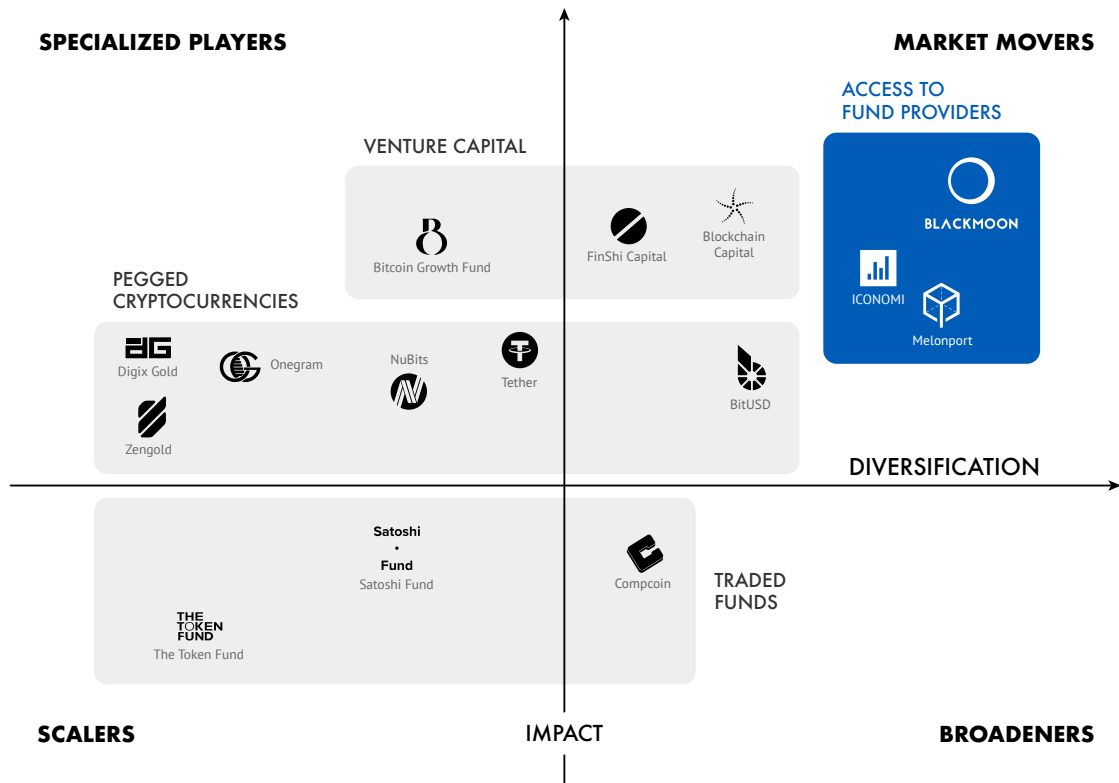 SPECIALIZED PLAYERS
MARKET MOVERS
ACCESS TO
FUND PROVIDERS
VENTURE CAPITAL
BLACKMOON
Bitcoin Growth Fund
FinShi Capital
Blockchain
Capital
ICONOMI
Melonport
PEGGED
CRYPTOCURRENCIES
DG
Digix Gold
Onegram
NuBits
Tether
BitUSD
Zengold
DIVERSIFICATION
Satoshi
·
Fund
Satoshi Fund
Compcoin
TRADED
FUNDS
THE
TOKEN
FUND
The Token Fund
SCALERS
IMPACT
BROADENERS